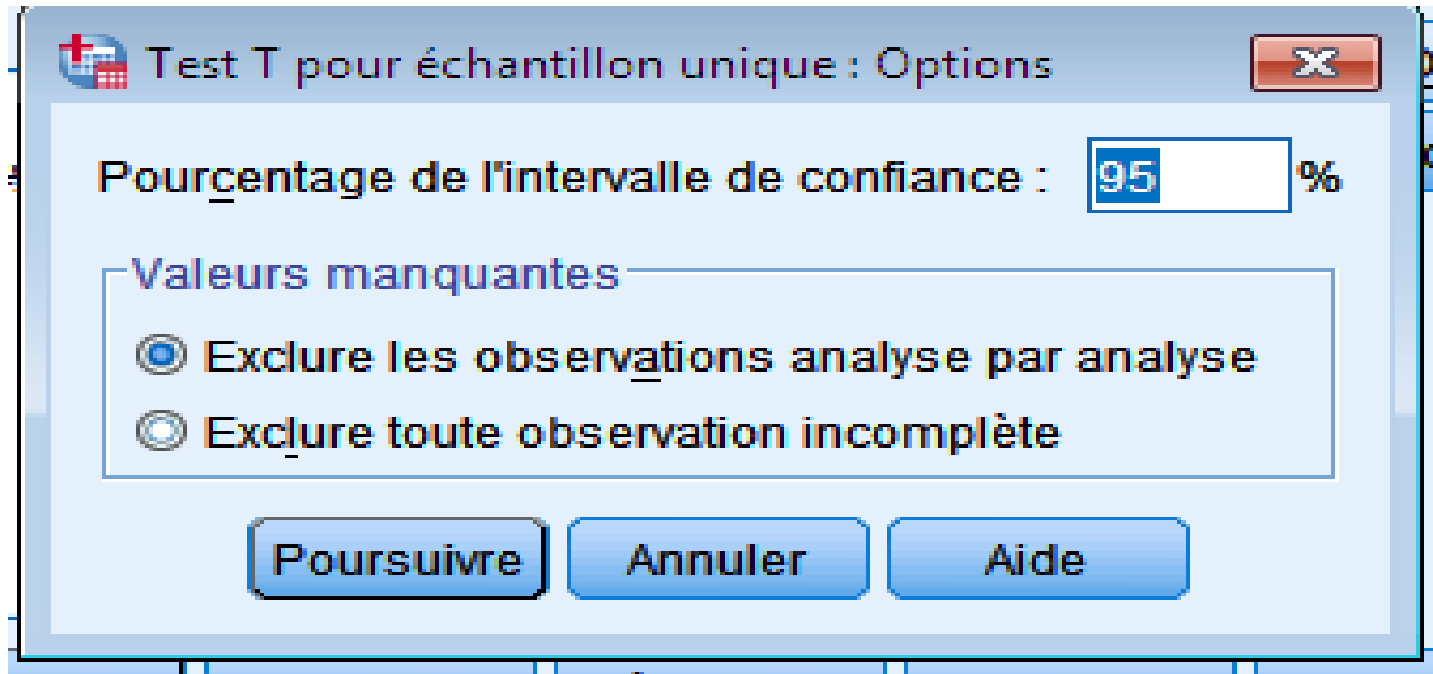 Test T pour échantillon unique : Options
Pourcentage de l'intervalle de confiance : 95 %
Valeurs manquantes
Exclure les observations analyse par analyse
Exclure toute observation incomplète
Poursuivre Annuler Aide